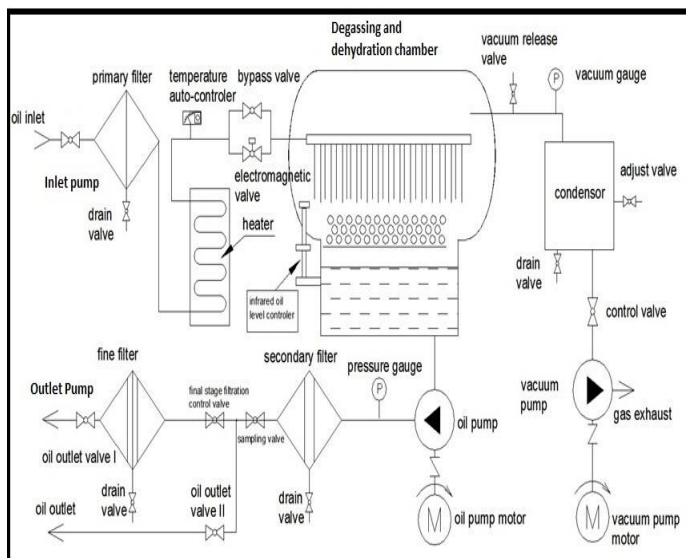 Degassing and
dehydration chamber
vacuum release
valve
vacuum gauge
P
primary filter
temperature
auto-controler
bypass valve
oil inlet
Inlet pump
electromagnetic
valve
drain
valve
heater
infrared oil
level controler
condensor
adjust valve
drain
valve
control valve
fine filter
secondary filter
pressure gauge
P
Outlet Pump
final stage filtration
control valve
sampling valve
oil pump
vacuum
pump
gas exhaust
oil outlet valve I
drain
valve
oil outlet
valve II
drain
valve
oil outlet
M
oil pump motor
M
vacuum pump
motor